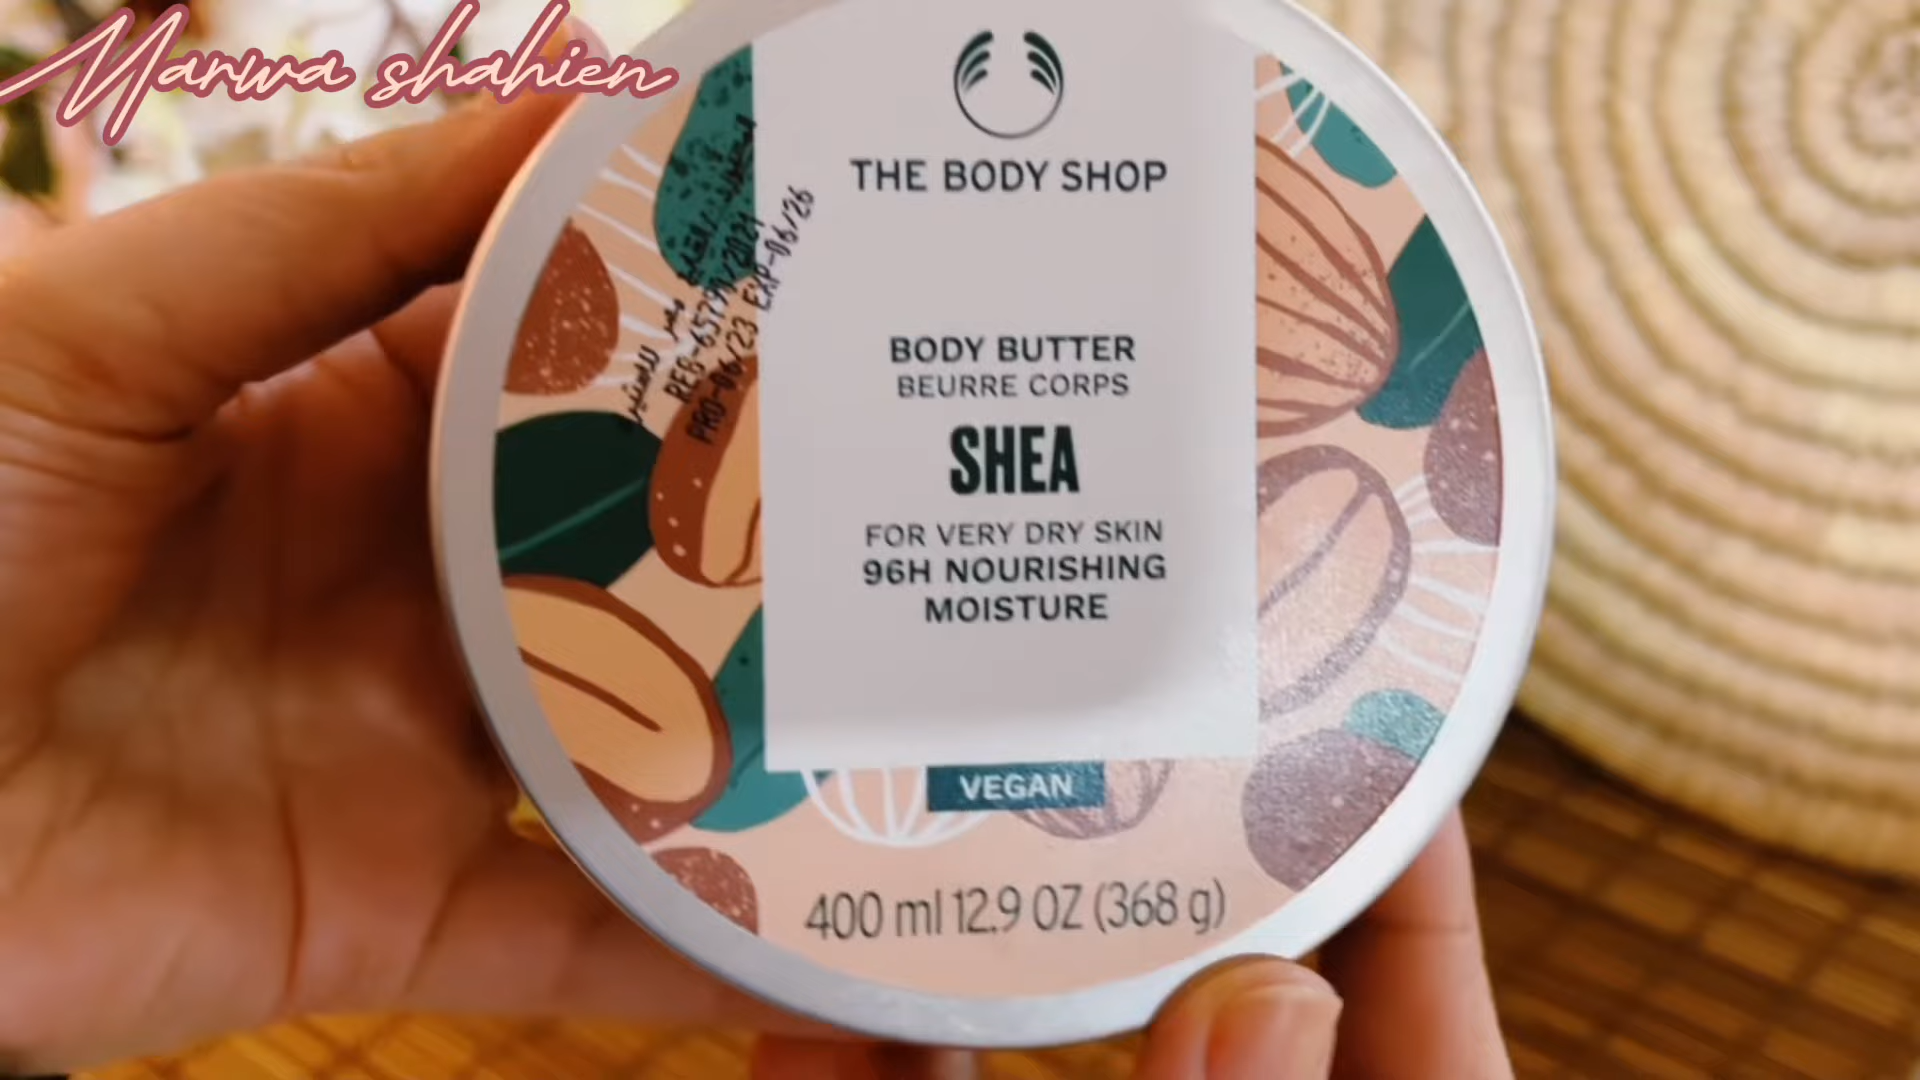 Marwa shahien
THE BODY SHOP
BODY BUTTER
BEURRE CORPS
SHEA
FOR VERY DRY SKIN
96H NOURISHING
MOISTURE
VEGAN
400 ml 12.9 OZ (368 g)
PRO-06/23 EXP-06/26